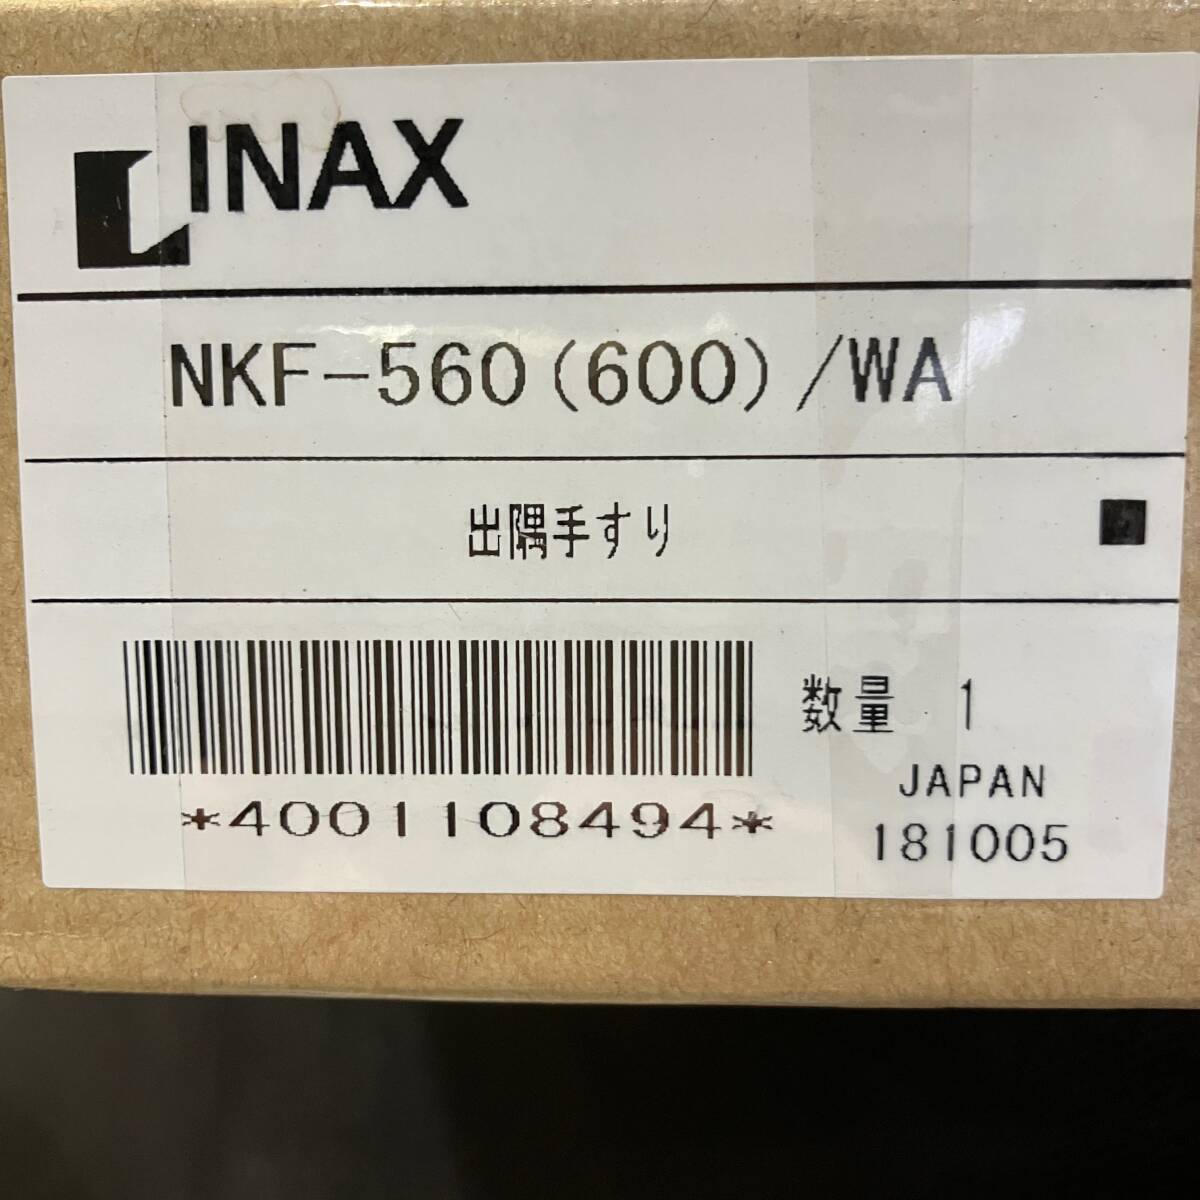 INAX
NKF-560(600)/WA
出隅手すり
数量 1
*4001108494*
JAPAN
181005